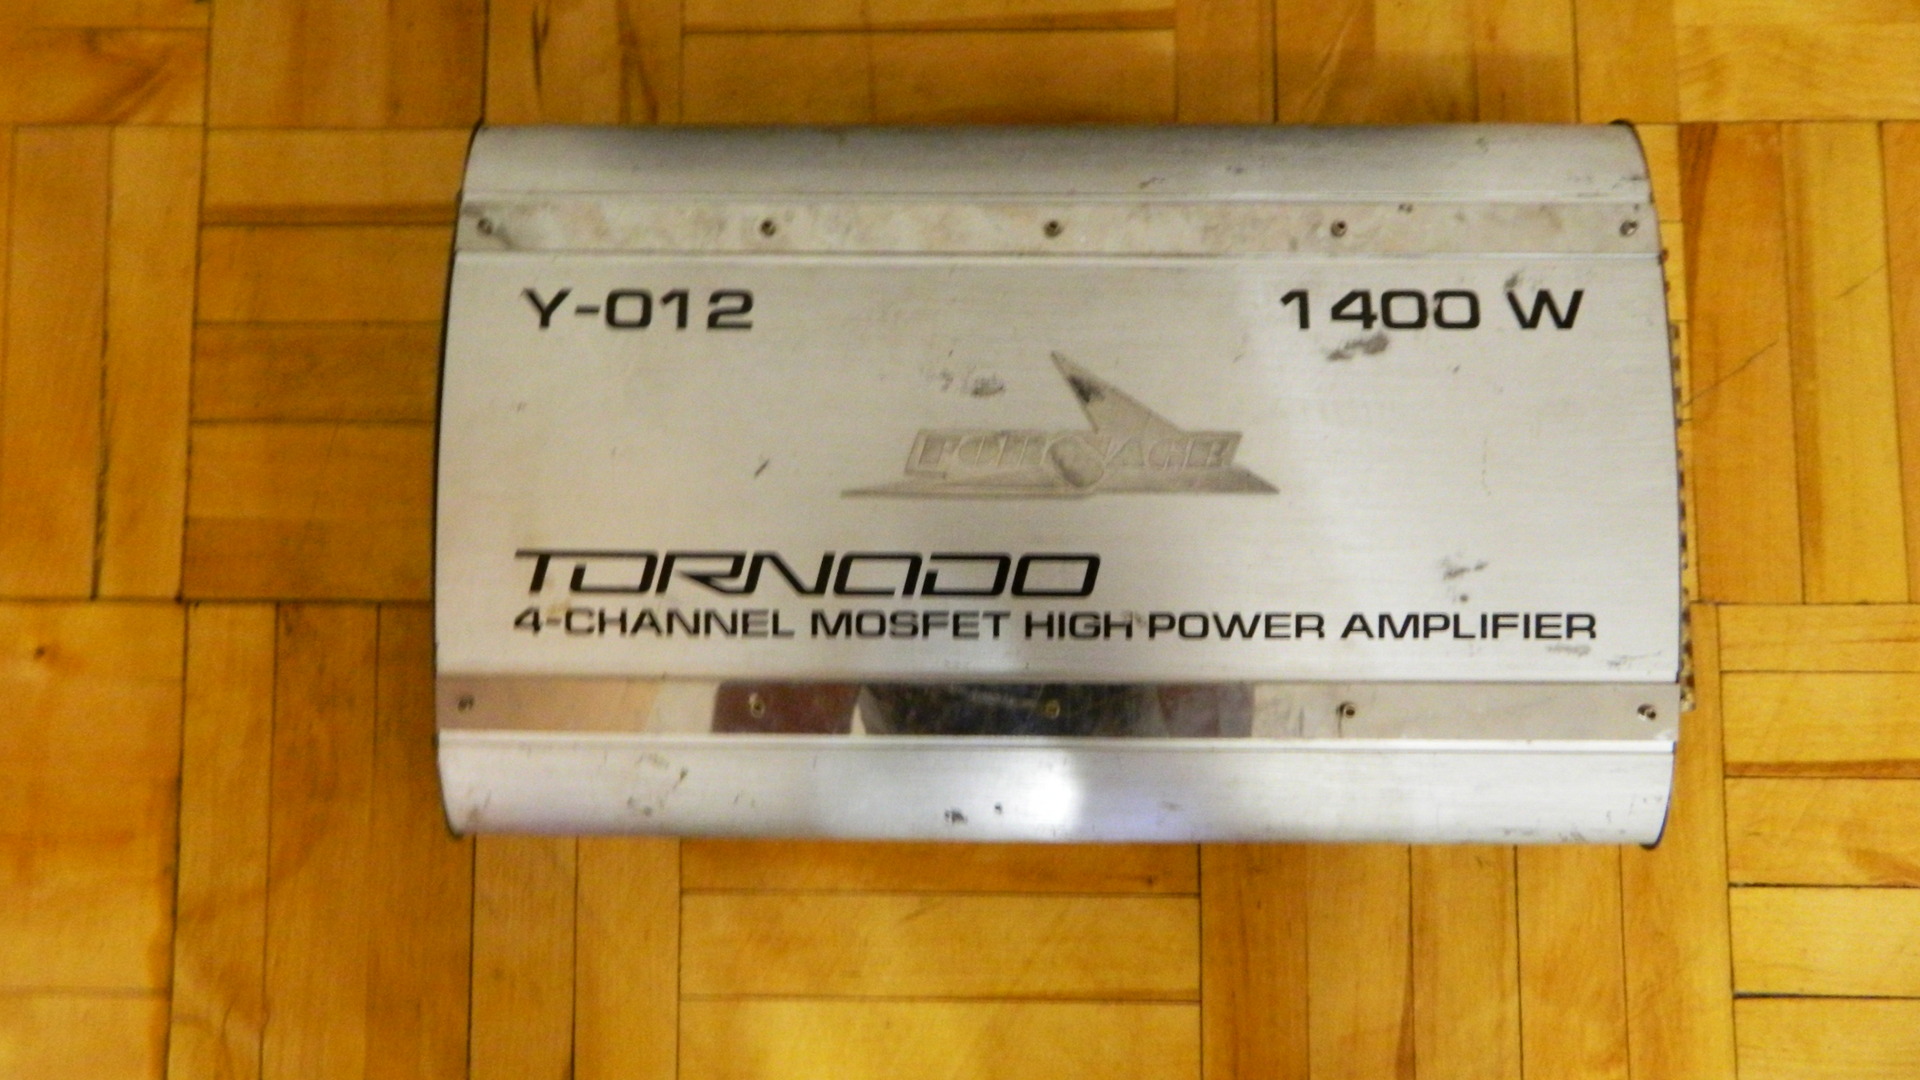 Y-012
1400 W
TORNADO
4-CHANNEL MOSFET HIGH POWER AMPLIFIER